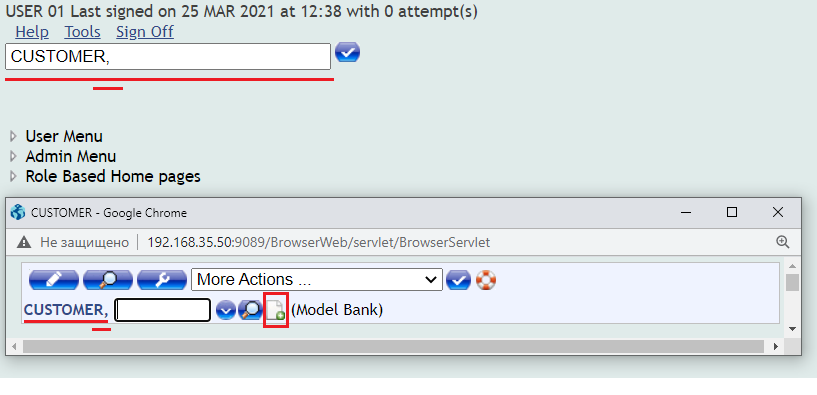 USER 01 Last signed on 25 MAR 2021 at 12:38 with 0 attempt(s)
Help Tools Sign Off
CUSTOMER,
User Menu
Admin Menu
Role Based Home pages
CUSTOMER - Google Chrome
Не защищено 192.168.35.50:9089/BrowserWeb/servlet/BrowserServlet
More Actions ...
CUSTOMER, (Model Bank)